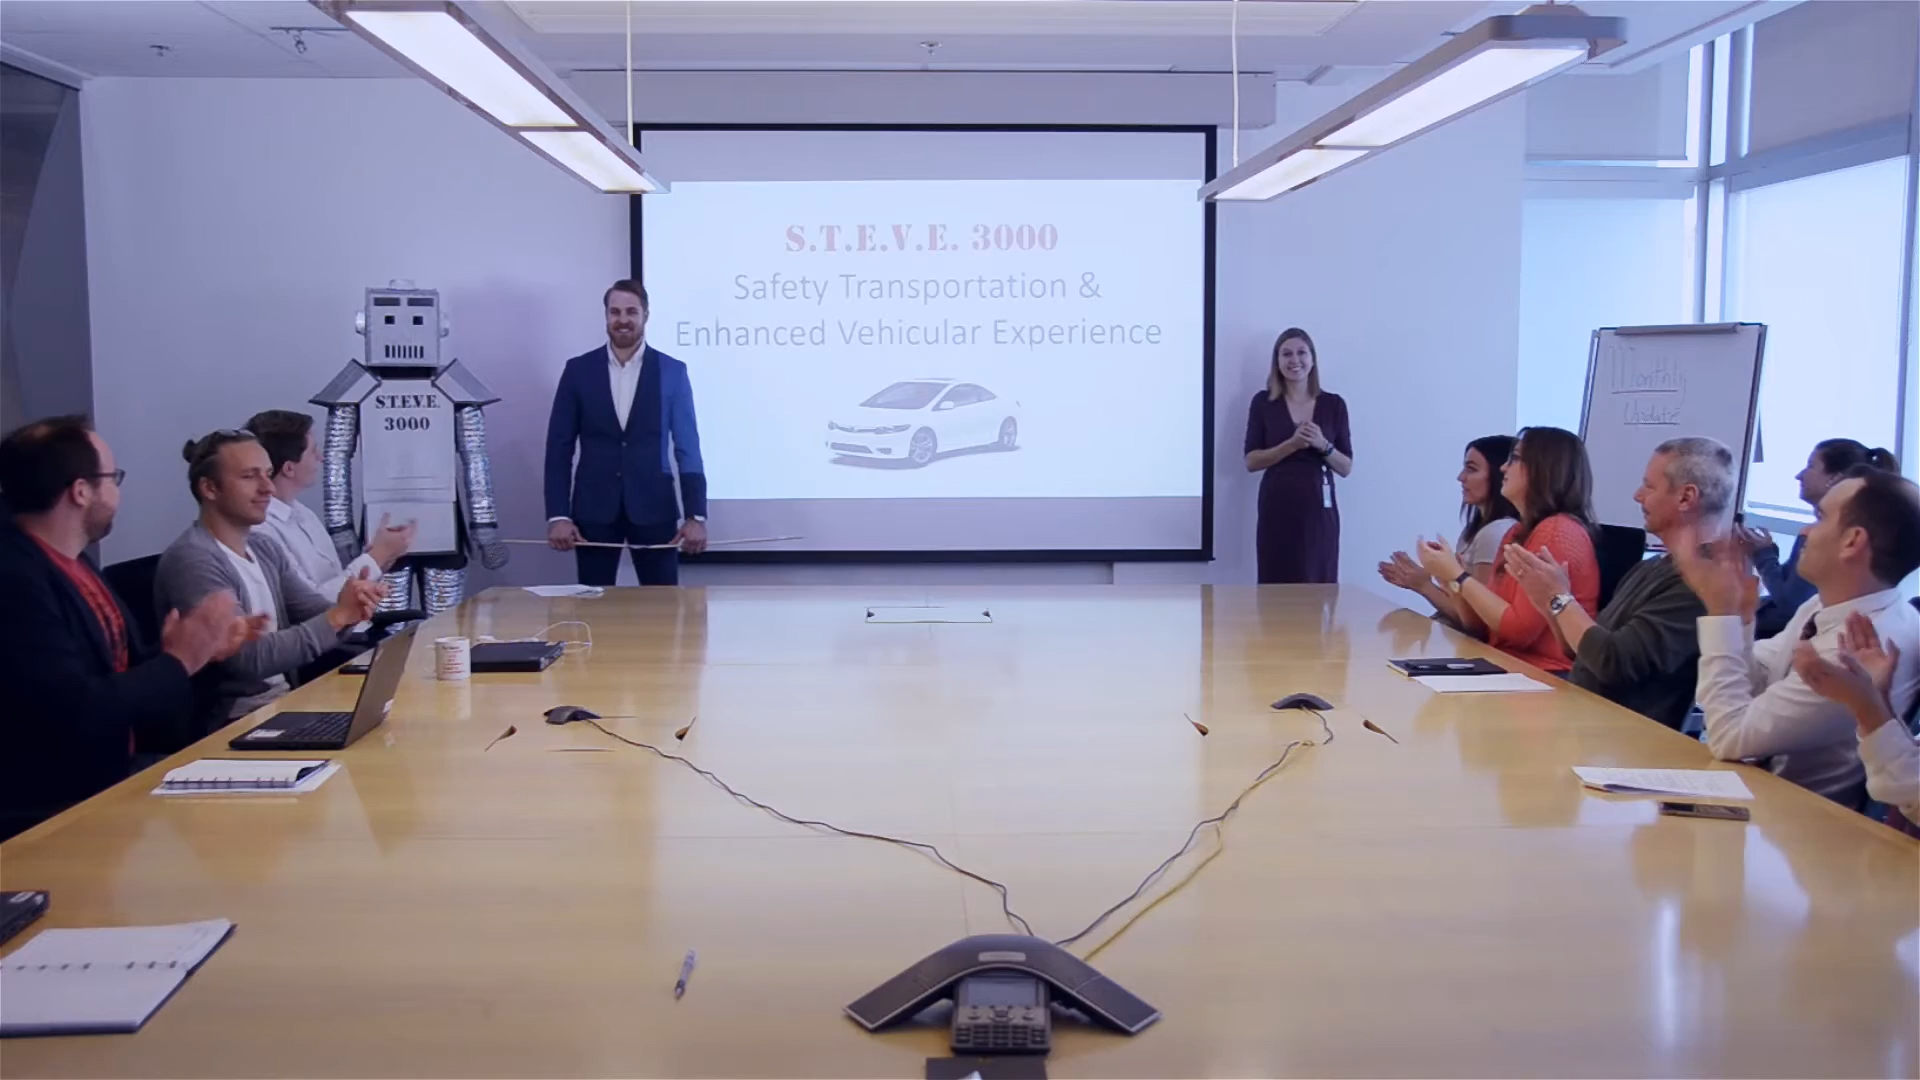 S.T.E.V.E. 3000
Safety Transportation &
Enhanced Vehicular Experience
S.T.E.V.E.
3000
Monthly
Update